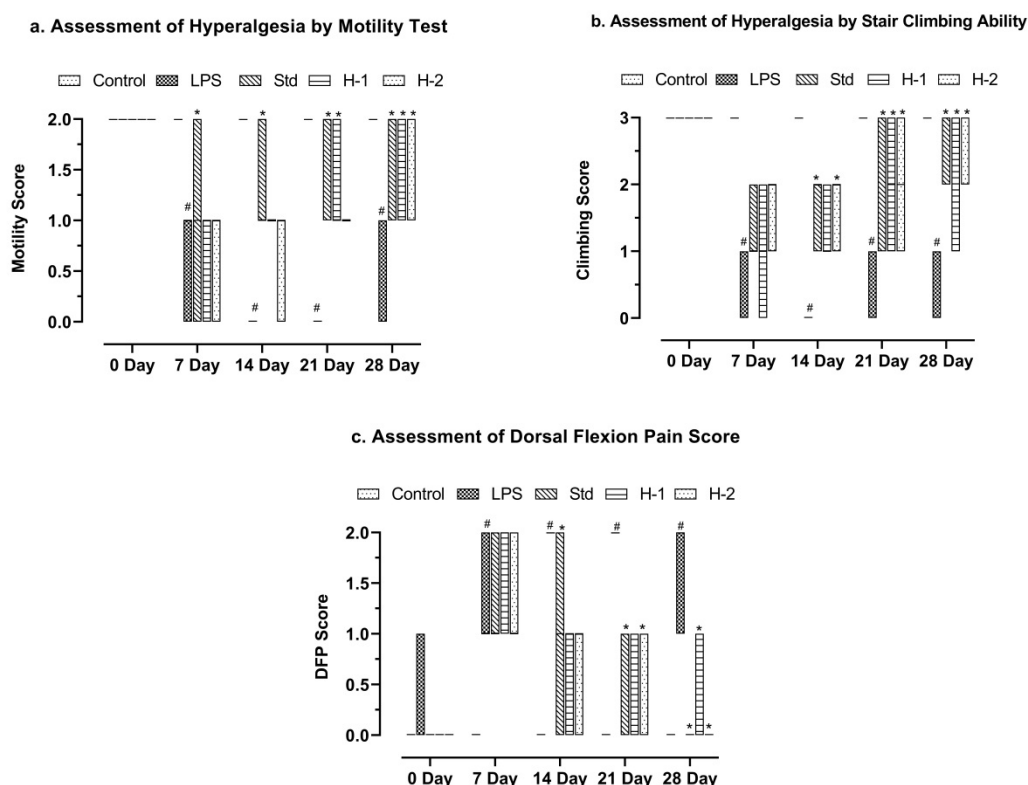 a. Assessment of Hyperalgesia by Motility Test
Control LPS Std H-1 H-2
Motility Score
2.0
1.5
1.0
0.5
0.0
# * # * # * * # * * *
0 Day 7 Day 14 Day 21 Day 28 Day
b. Assessment of Hyperalgesia by Stair Climbing Ability
Control LPS Std H-1 H-2
Climbing Score
3
2
1
0
# # * * # * * * # * * *
0 Day 7 Day 14 Day 21 Day 28 Day
c. Assessment of Dorsal Flexion Pain Score
Control LPS Std H-1 H-2
DFP Score
2.0
1.5
1.0
0.5
0.0
# # * # * * # * * *
0 Day 7 Day 14 Day 21 Day 28 Day